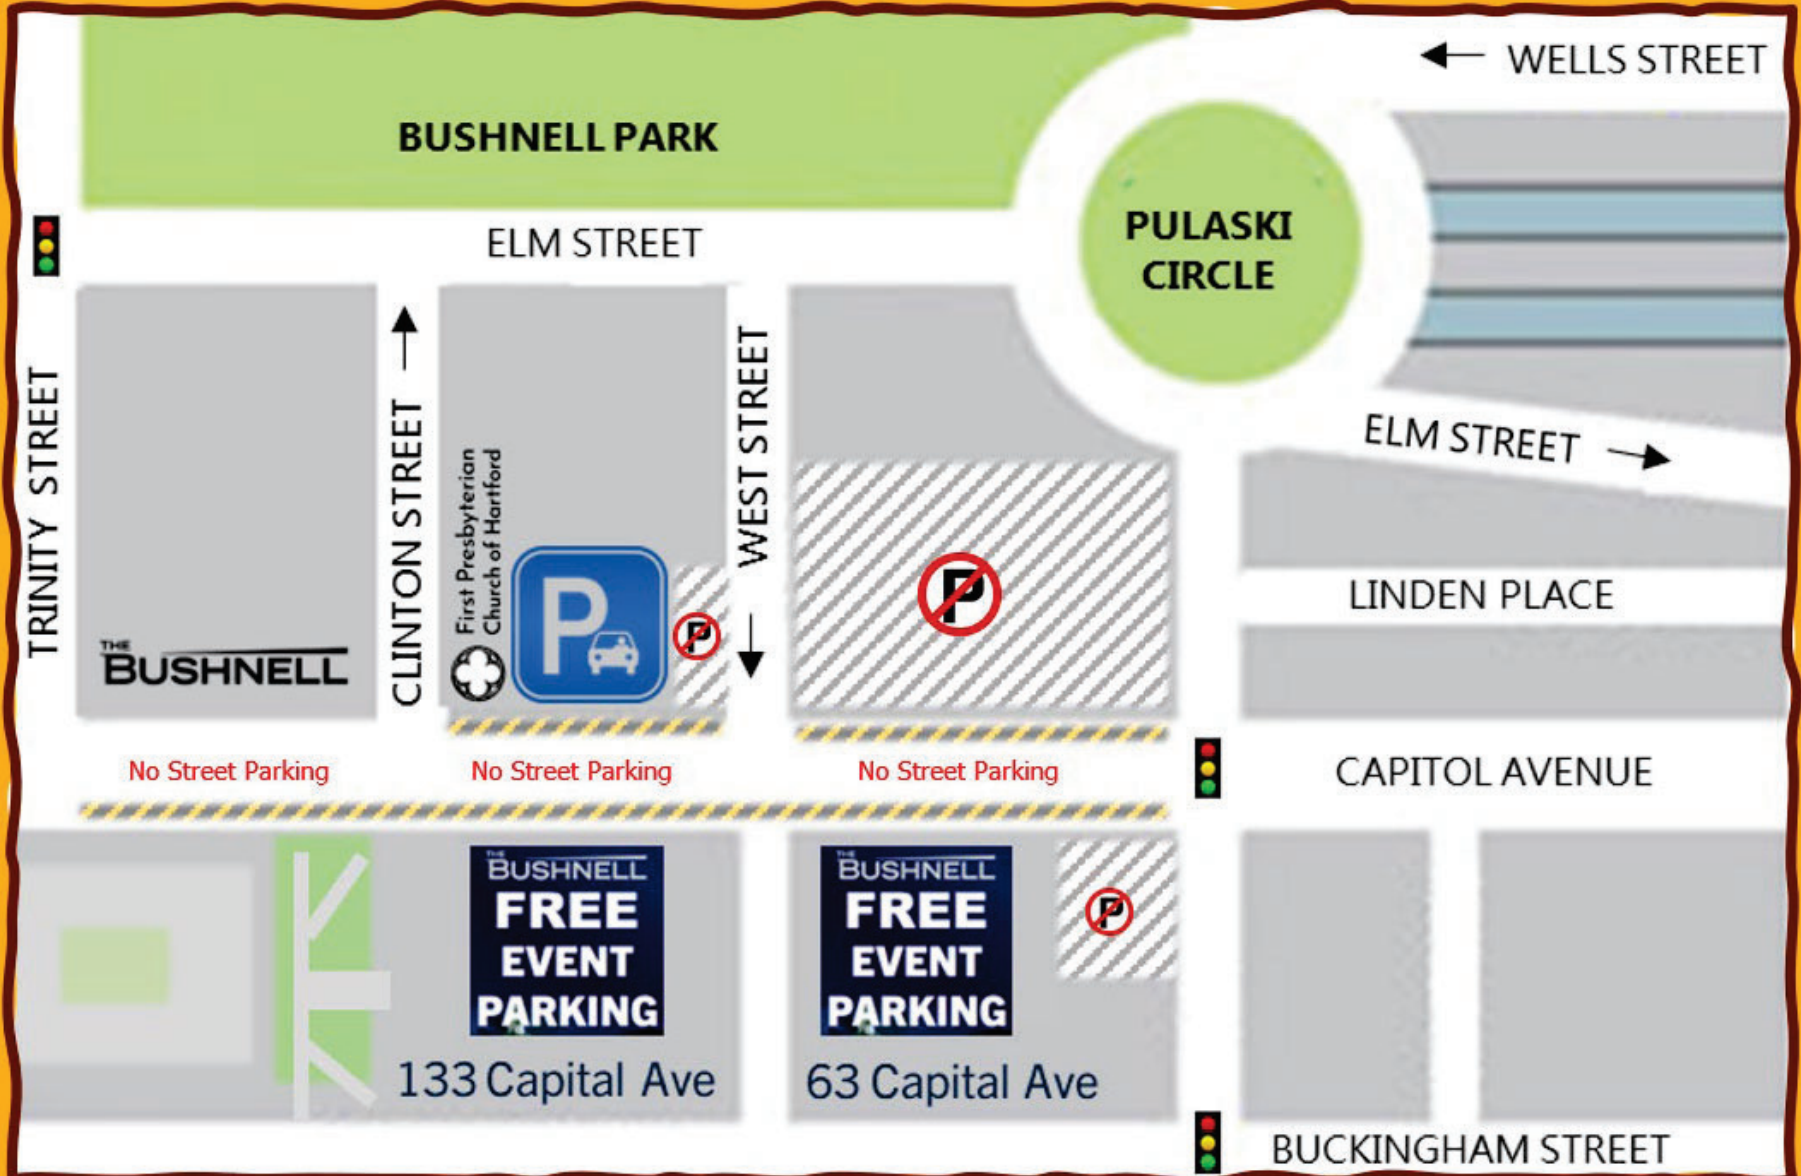 WELLS STREET
BUSHNELL PARK
PULASKI
CIRCLE
ELM STREET
ELM STREET
TRINITY STREET
CLINTON STREET
First Presbyterian
Church of Hartford
WEST STREET
P
P
P
LINDEN PLACE
THE
BUSHNELL
No Street Parking
No Street Parking
No Street Parking
CAPITOL AVENUE
THE
BUSHNELL
FREE
EVENT
PARKING
133 Capital Ave
THE
BUSHNELL
FREE
EVENT
PARKING
63 Capital Ave
P
BUCKINGHAM STREET